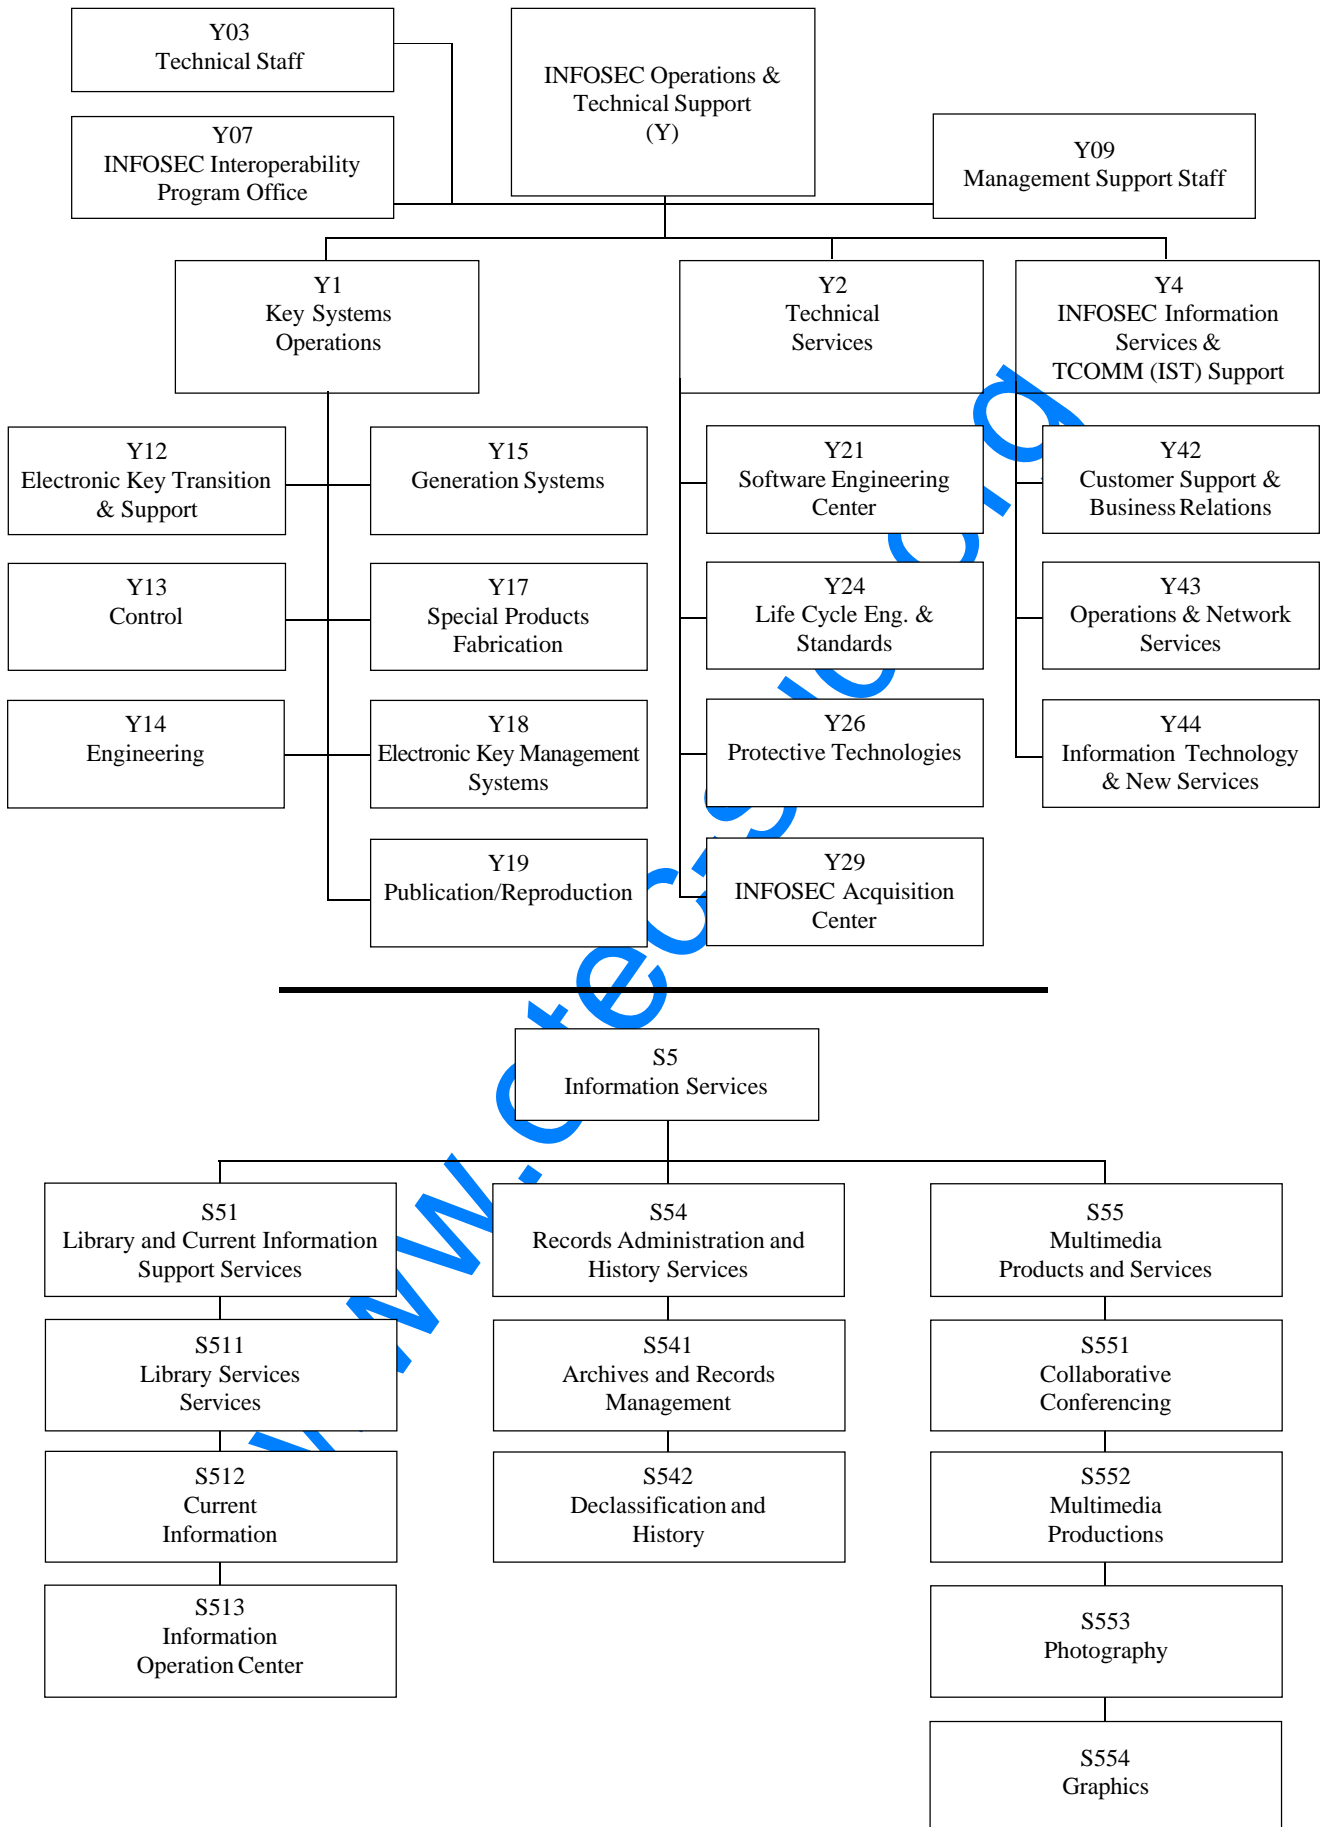 Y03
Technical Staff
INFOSEC Operations &
Technical Support
(Y)
Y07
INFOSEC Interoperability
Program Office
Y09
Management Support Staff
Y1
Key Systems
Operations
Y2
Technical
Services
Y4
INFOSEC Information
Services &
TCOMM (IST) Support
Y12
Electronic Key Transition
& Support
Y15
Generation Systems
Y21
Software Engineering
Center
Y42
Customer Support &
Business Relations
Y13
Control
Y17
Special Products
Fabrication
Y24
Life Cycle Eng. &
Standards
Y43
Operations & Network
Services
Y14
Engineering
Y18
Electronic Key Management
Systems
Y26
Protective Technologies
Y44
Information Technology
& New Services
Y19
Publication/Reproduction
Y29
INFOSEC Acquisition
Center
S5
Information Services
S51
Library and Current Information
Support Services
S54
Records Administration and
History Services
S55
Multimedia
Products and Services
S511
Library Services
Services
S541
Archives and Records
Management
S551
Collaborative
Conferencing
S512
Current
Information
S542
Declassification and
History
S552
Multimedia
Productions
S513
Information
Operation Center
S553
Photography
S554
Graphics